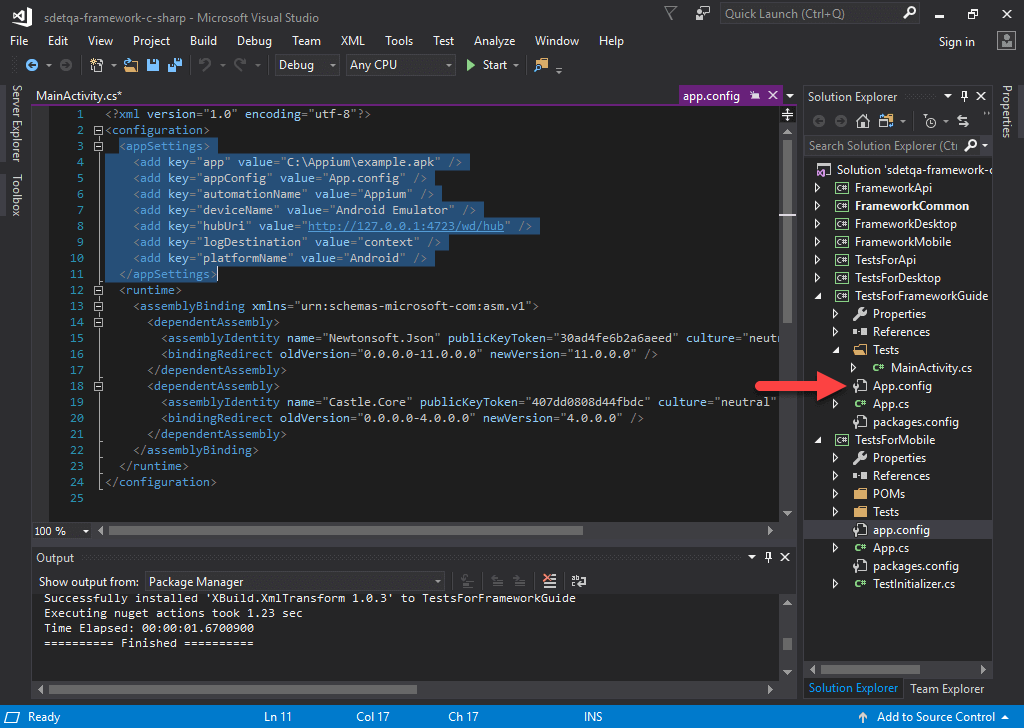 sdetqa-framework-c-sharp - Microsoft Visual Studio
Quick Launch (Ctrl+Q)
File Edit View Project Build Debug Team XML Tools Test Analyze Window Help
Sign in
Debug Any CPU Start
Server Explorer
Toolbox
MainActivity.cs*
app.config
1 <?xml version="1.0" encoding="utf-8"?>
2 <configuration>
3 <appSettings>
4 <add key="app" value="C:\Appium\example.apk" />
5 <add key="appConfig" value="App.config" />
6 <add key="automationName" value="Appium" />
7 <add key="deviceName" value="Android Emulator" />
8 <add key="hubUri" value="http://127.0.0.1:4723/wd/hub" />
9 <add key="logDestination" value="context" />
10 <add key="platformName" value="Android" />
11 </appSettings>
12 <runtime>
13 <assemblyBinding xmlns="urn:schemas-microsoft-com:asm.v1">
14 <dependentAssembly>
15 <assemblyIdentity name="Newtonsoft.Json" publicKeyToken="30ad4fe6b2a6aeed" culture="neutr
16 <bindingRedirect oldVersion="0.0.0.0-11.0.0.0" newVersion="11.0.0.0" />
17 </dependentAssembly>
18 <dependentAssembly>
19 <assemblyIdentity name="Castle.Core" publicKeyToken="407dd0808d44fbdc" culture="neutral"
20 <bindingRedirect oldVersion="0.0.0.0-4.0.0.0" newVersion="4.0.0.0" />
21 </dependentAssembly>
22 </assemblyBinding>
23 </runtime>
24 </configuration>
25
100 %
Output
Show output from: Package Manager
Successfully installed 'XBuild.XmlTransform 1.0.3' to TestsForFrameworkGuide
Executing nuget actions took 1.23 sec
Time Elapsed: 00:00:01.6700900
========== Finished ==========
Solution Explorer
Search Solution Explorer (Ctr
Solution 'sdetqa-framework-c
C# FrameworkApi
C# FrameworkCommon
C# FrameworkDesktop
C# FrameworkMobile
C# TestsForApi
C# TestsForDesktop
C# TestsForFrameworkGuide
Properties
References
Tests
C# MainActivity.cs
App.config
C# App.cs
packages.config
C# TestsForMobile
Properties
References
POMs
Tests
app.config
C# App.cs
packages.config
C# TestInitializer.cs
Solution Explorer Team Explorer
Properties
Ready Ln 11 Col 17 Ch 17 INS Add to Source Control